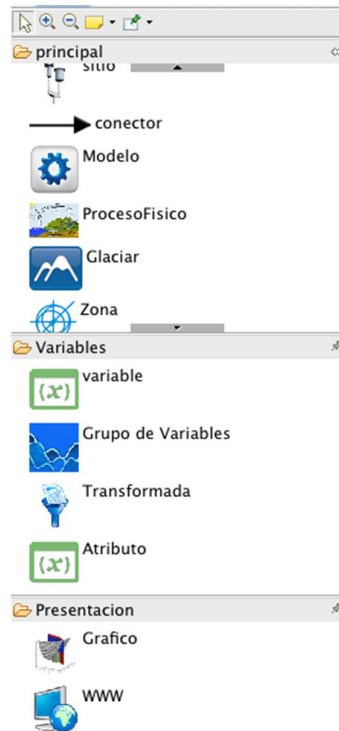 principal
sitio
conector
Modelo
ProcesoFisico
Glaciar
Zona
Variables
variable
(x)
Grupo de Variables
Transformada
Atributo
(x)
Presentacion
Grafico
WWW